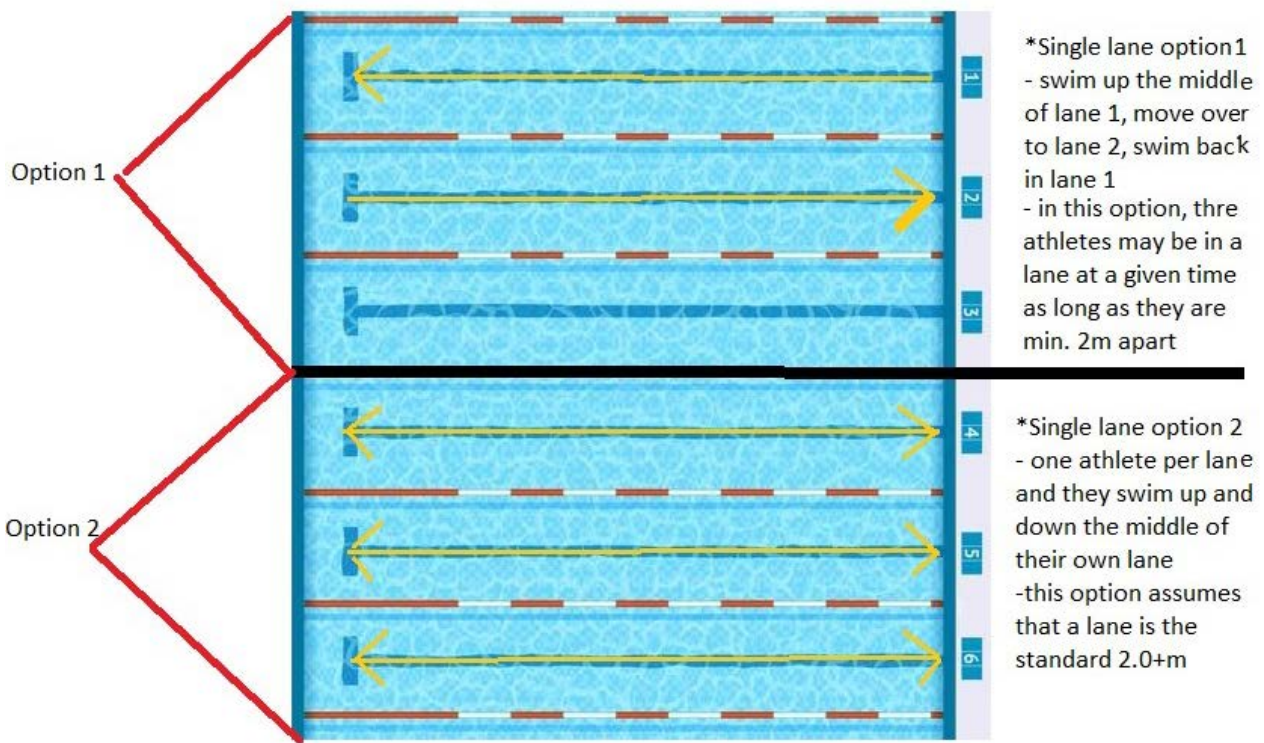 *Single lane option1
- swim up the middle
of lane 1, move over
to lane 2, swim back
in lane 1
- in this option, thre
athletes may be in a
lane at a given time
as long as they are
min. 2m apart
Option 1
1
2
3
*Single lane option 2
- one athlete per lane
and they swim up and
down the middle of
their own lane
-this option assumes
that a lane is the
standard 2.0+m
Option 2
4
5
6